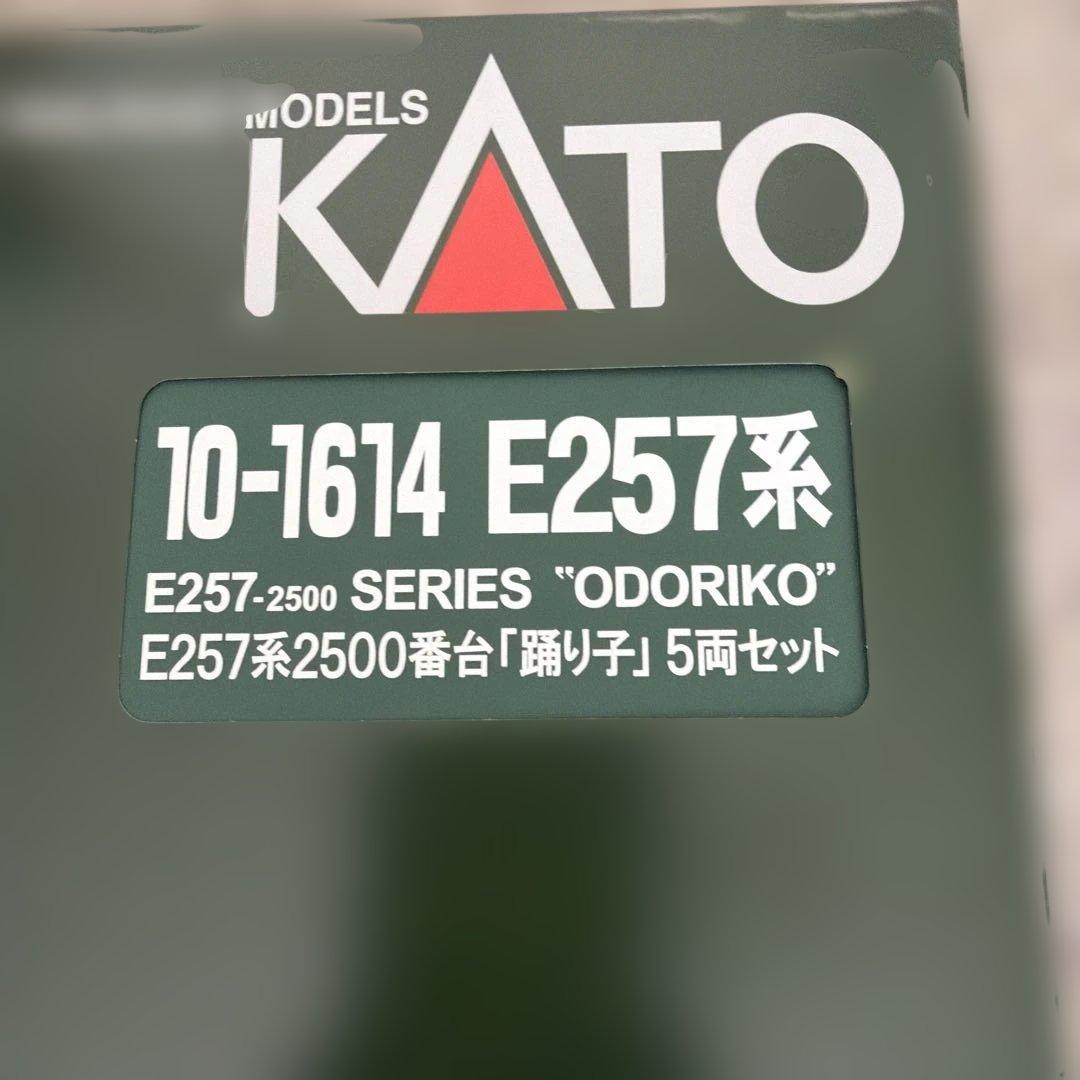 MODELS
KATO
10-1614 E257系
E257-2500 SERIES “ODORIKO”
E257系2500番台「踊り子」5両セット